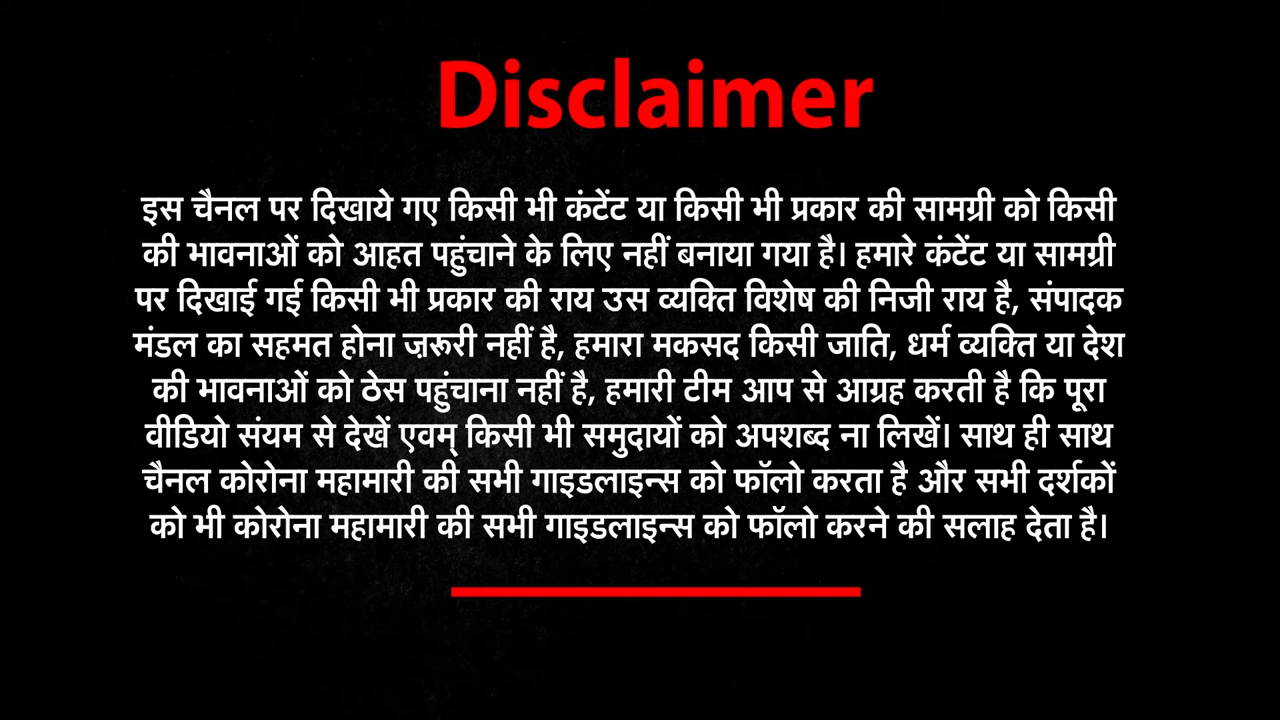 Disclaimer
इस चैनल पर दिखाये गए किसी भी कंटेंट या किसी भी प्रकार की सामग्री को किसी
की भावनाओं को आहत पहुंचाने के लिए नहीं बनाया गया है। हमारे कंटेंट या सामग्री
पर दिखाई गई किसी भी प्रकार की राय उस व्यक्ति विशेष की निजी राय है, संपादक
मंडल का सहमत होना ज़रूरी नहीं है, हमारा मकसद किसी जाति, धर्म व्यक्ति या देश
की भावनाओं को ठेस पहुंचाना नहीं है, हमारी टीम आप से आग्रह करती है कि पूरा
वीडियो संयम से देखें एवम् किसी भी समुदायों को अपशब्द ना लिखें। साथ ही साथ
चैनल कोरोना महामारी की सभी गाइडलाइन्स को फॉलो करता है और सभी दर्शकों
को भी कोरोना महामारी की सभी गाइडलाइन्स को फॉलो करने की सलाह देता है।